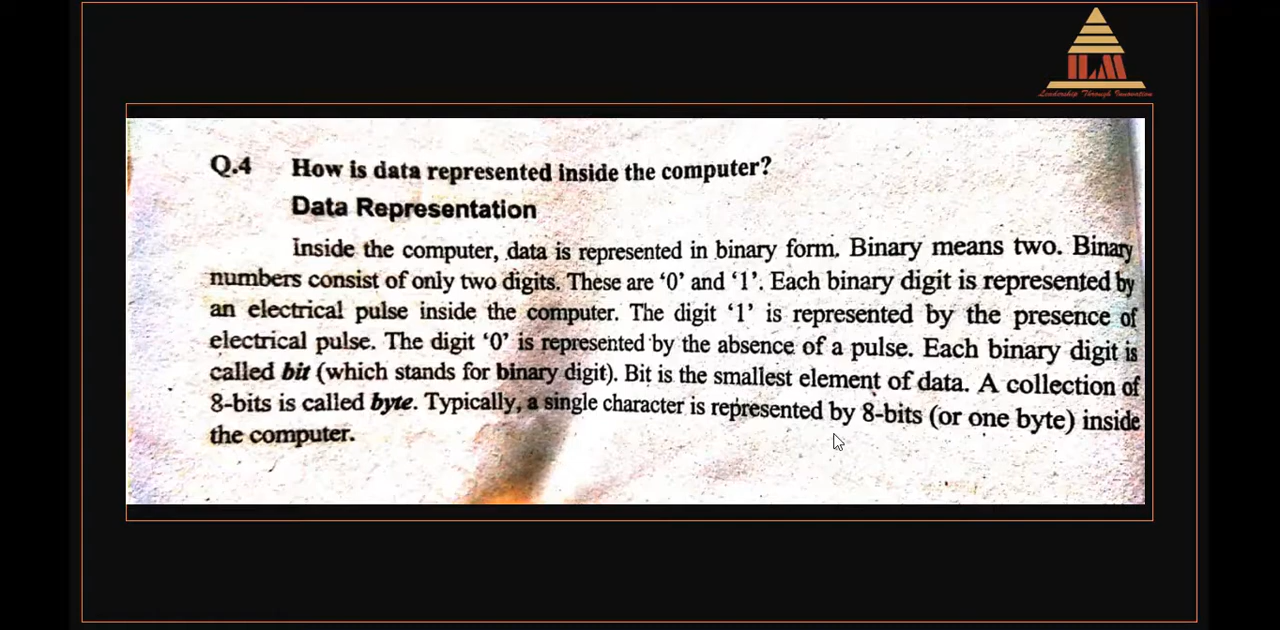 ILM
Leadership Through Innovation
Q.4 How is data represented inside the computer?
Data Representation
Inside the computer, data is represented in binary form. Binary means two. Binary
numbers consist of only two digits. These are ‘0’ and ‘1’. Each binary digit is represented by
an electrical pulse inside the computer. The digit ‘1’ is represented by the presence of
electrical pulse. The digit ‘0’ is represented by the absence of a pulse. Each binary digit is
called bit (which stands for binary digit). Bit is the smallest element of data. A collection of
8-bits is called byte. Typically, a single character is represented by 8-bits (or one byte) inside
the computer.